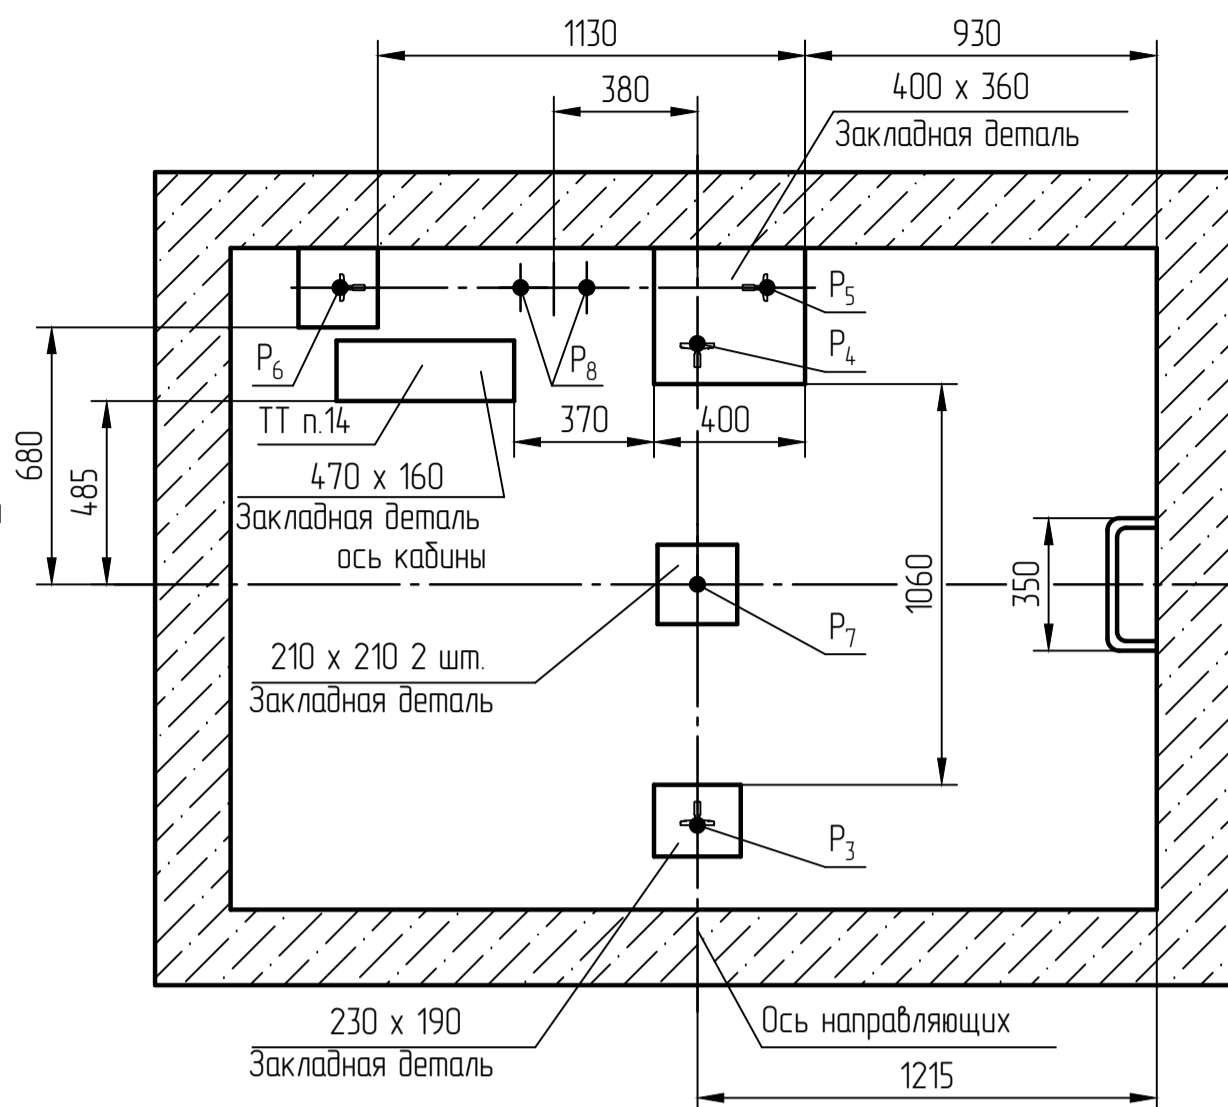 1130
930
380
400 х 360
Закладная деталь
P5
P4
P6
P8
ТТ п.14
370
400
680
485
470 х 160
Закладная деталь
ось кабины
1060
350
P7
210 х 210 2 шт.
Закладная деталь
P3
230 х 190
Закладная деталь
Ось направляющих
1215